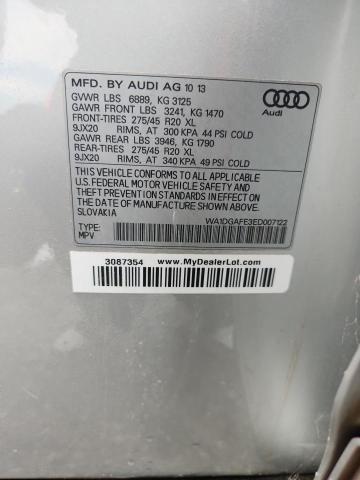 MFD. BY AUDI AG 10 13
GVWR LBS 6889, KG 3125
GAWR FRONT LBS 3241, KG 1470
FRONT-TIRES 275/45 R20 XL
9JX20 RIMS, AT 300 KPA 44 PSI COLD
GAWR REAR LBS 3946, KG 1790
REAR-TIRES 275/45 R20 XL
9JX20 RIMS, AT 340 KPA 49 PSI COLD
Audi
THIS VEHICLE CONFORMS TO ALL APPLICABLE
U.S. FEDERAL MOTOR VEHICLE SAFETY AND
THEFT PREVENTION STANDARDS IN EFFECT ON
THE DATE OF MANUFACTURE SHOWN ABOVE.
SLOVAKIA
WA1DGAFE3ED007122
TYPE:
MPV
3087354 www.MyDealerLot.com